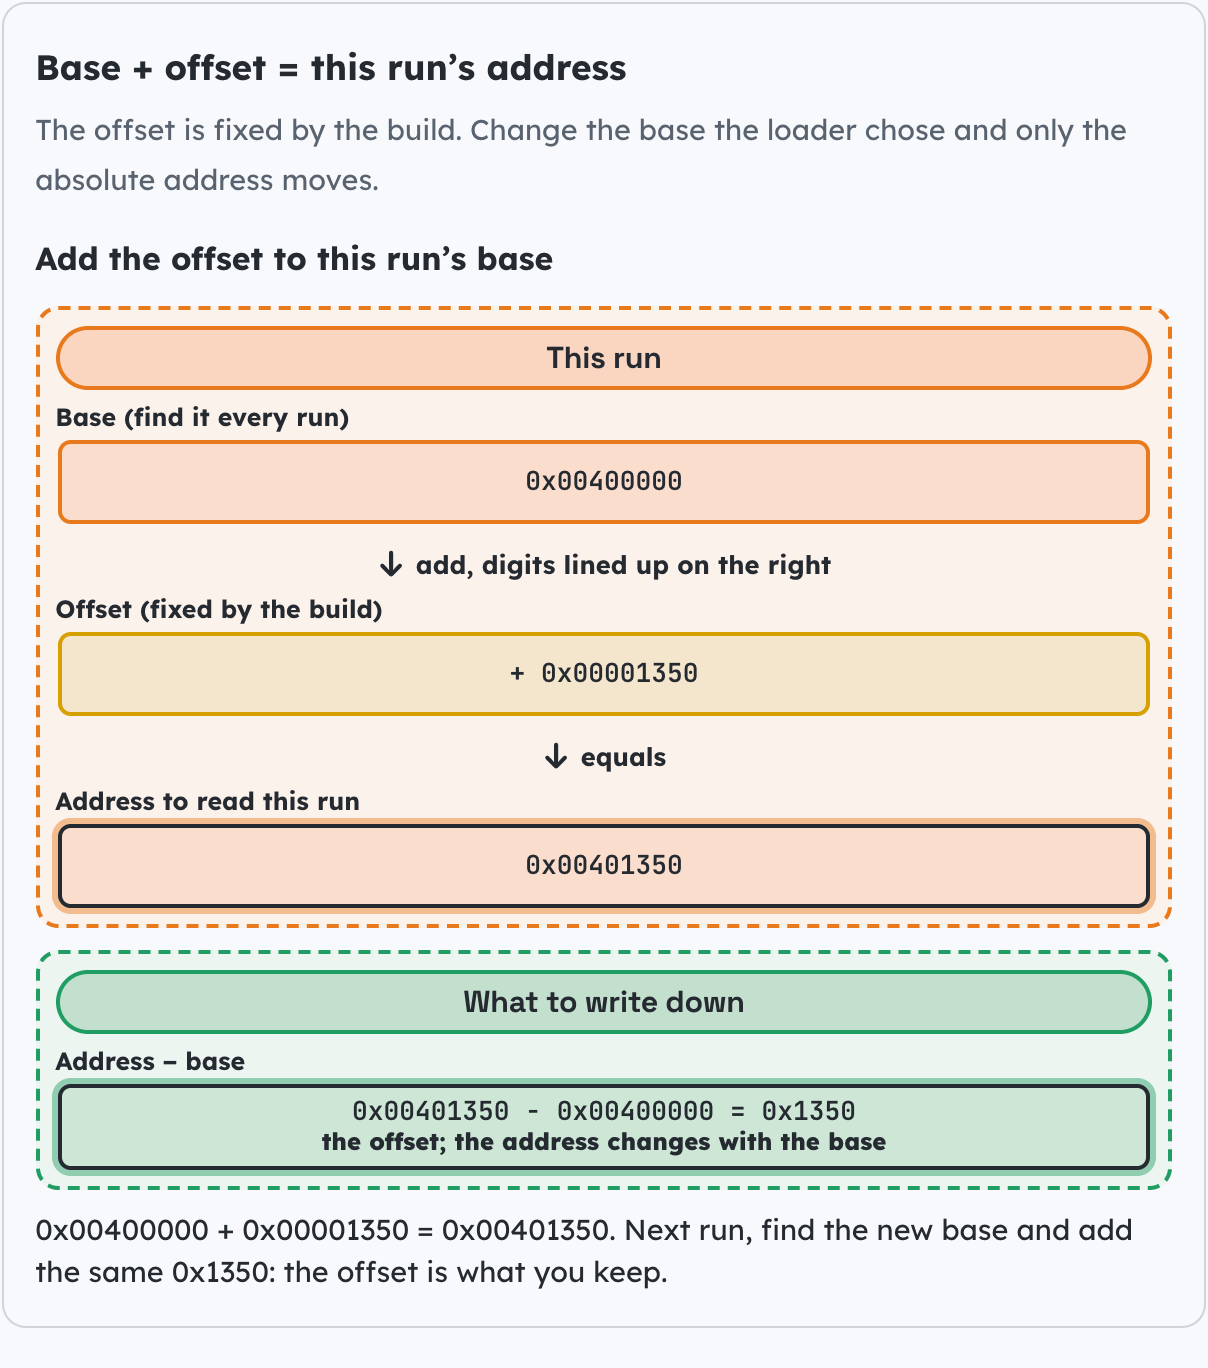 Base + offset = this run’s address
The offset is fixed by the build. Change the base the loader chose and only the
absolute address moves.
Add the offset to this run’s base
This run
Base (find it every run)
0x00400000
↓ add, digits lined up on the right
Offset (fixed by the build)
+ 0x00001350
↓ equals
Address to read this run
0x00401350
What to write down
Address – base
0x00401350 - 0x00400000 = 0x1350
the offset; the address changes with the base
0x00400000 + 0x00001350 = 0x00401350. Next run, find the new base and add
the same 0x1350: the offset is what you keep.